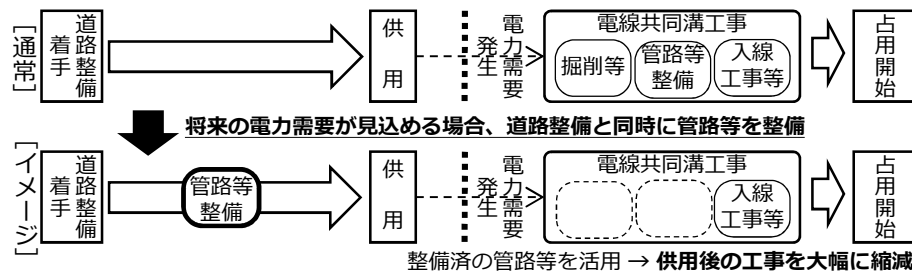 [通常]
道路整備
着手
供用
電力需要
発生
電線共同溝工事
掘削等
管路等
整備
入線
工事等
占用開始
将来の電力需要が見込める場合、道路整備と同時に管路等を整備
[イメージ]
道路整備
着手
管路等
整備
供用
電力需要
発生
電線共同溝工事
入線
工事等
占用開始
整備済の管路等を活用 → 供用後の工事を大幅に縮減